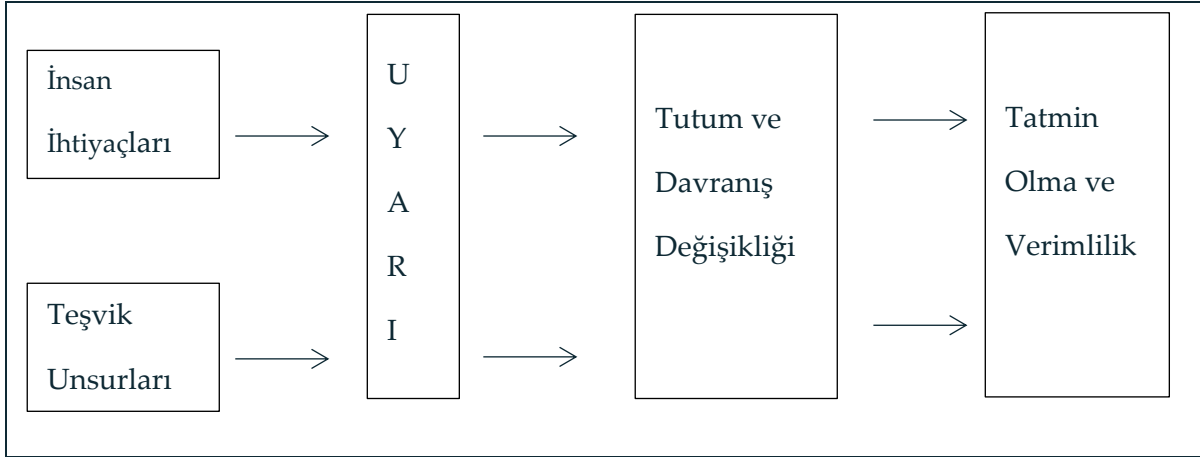 İnsan
İhtiyaçları
Teşvik
Unsurları
U
Y
A
R
I
Tutum ve
Davranış
Değişikliği
Tatmin
Olma ve
Verimlilik